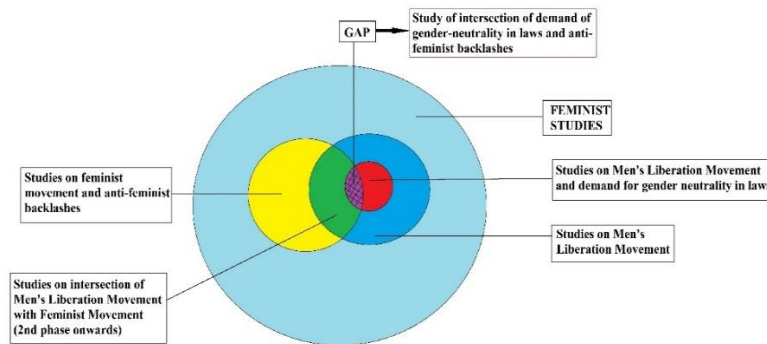 GAP
Study of intersection of demand of
gender-neutrality in laws and anti-
feminist backlashes
FEMINIST
STUDIES
Studies on feminist
movement and anti-feminist
backlashes
Studies on Men's Liberation Movement
and demand for gender neutrality in laws
Studies on Men's
Liberation Movement
Studies on intersection of
Men's Liberation Movement
with Feminist Movement
(2nd phase onwards)